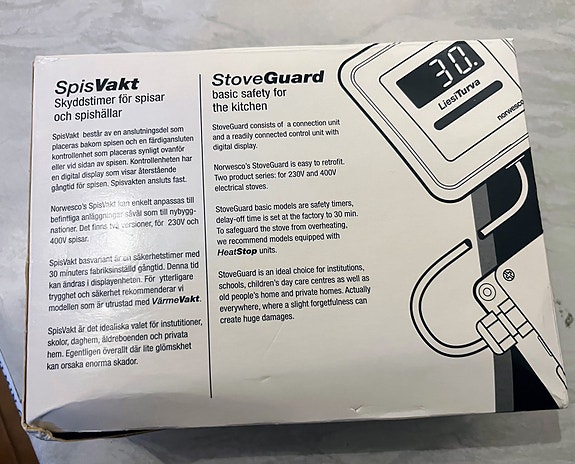 SpisVakt
Skyddstimer för spisar
och spishällar
SpisVakt består av en anslutningsdel som
placeras bakom spisen och en färdigansluten
kontrollenhet som placeras synligt ovanför
eller vid sidan av spisen. Kontrollenheten har
en digital display som visar återstående
gångtid för spisen. Spisvakten ansluts fast.
Norwesco's SpisVakt kan enkelt anpassas till
befintliga anläggningar såväl som till nybygg-
nationer. Det finns två versioner, för 230V och
400V spisar.
SpisVakt basvariant är en säkerhetstimer med
30 minuters fabriksinställd gångtid. Denna tid
kan ändras i displayenheten. För ytterligare
trygghet och säkerhet rekommenderar vi
modellen som är utrustad med VärmeVakt.
SpisVakt är det idealiska valet för institutioner,
skolor, daghem, äldreboenden och privata
hem. Egentligen överallt där lite glömskhet
kan orsaka enorma skador.
StoveGuard
basic safety for
the kitchen
StoveGuard consists of a connection unit
and a readily connected control unit with
digital display.
Norwesco's StoveGuard is easy to retrofit.
Two product series: for 230V and 400V
electrical stoves.
StoveGuard basic models are safety timers,
delay-off time is set at the factory to 30 min.
To safeguard the stove from overheating,
we recommend models equipped with
HeatStop units.
StoveGuard is an ideal choice for institutions,
schools, children's day care centres as well as
old people's home and private homes. Actually
everywhere, where a slight forgetfulness can
create huge damages.
30.
LiesiTurva
norwesco